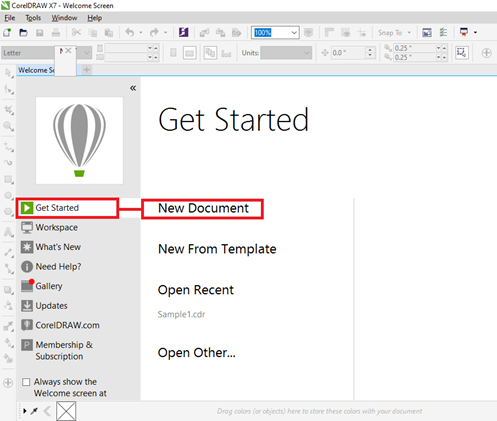 CorelDRAW X7 - Welcome Screen
File Tools Window Help
100% Snap To
Letter Units: 0.0 ° 0.25 "
0.25 "
Welcome Sc
Get Started
Get Started
New Document
Workspace
What's New
New From Template
Need Help?
Gallery
Open Recent
Updates
Sample1.cdr
CorelDRAW.com
Membership &
Subscription
Open Other...
Always show the
Welcome screen at
Drag colors (or objects) here to store these colors with your document